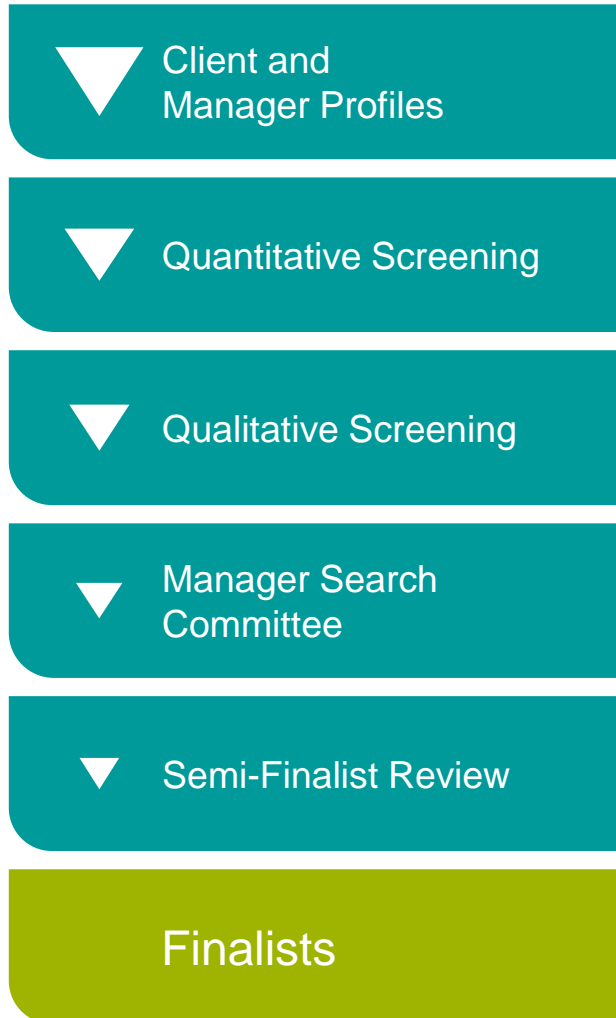 Client and
Manager Profiles
Quantitative Screening
Qualitative Screening
Manager Search
Committee
Semi-Finalist Review
Finalists